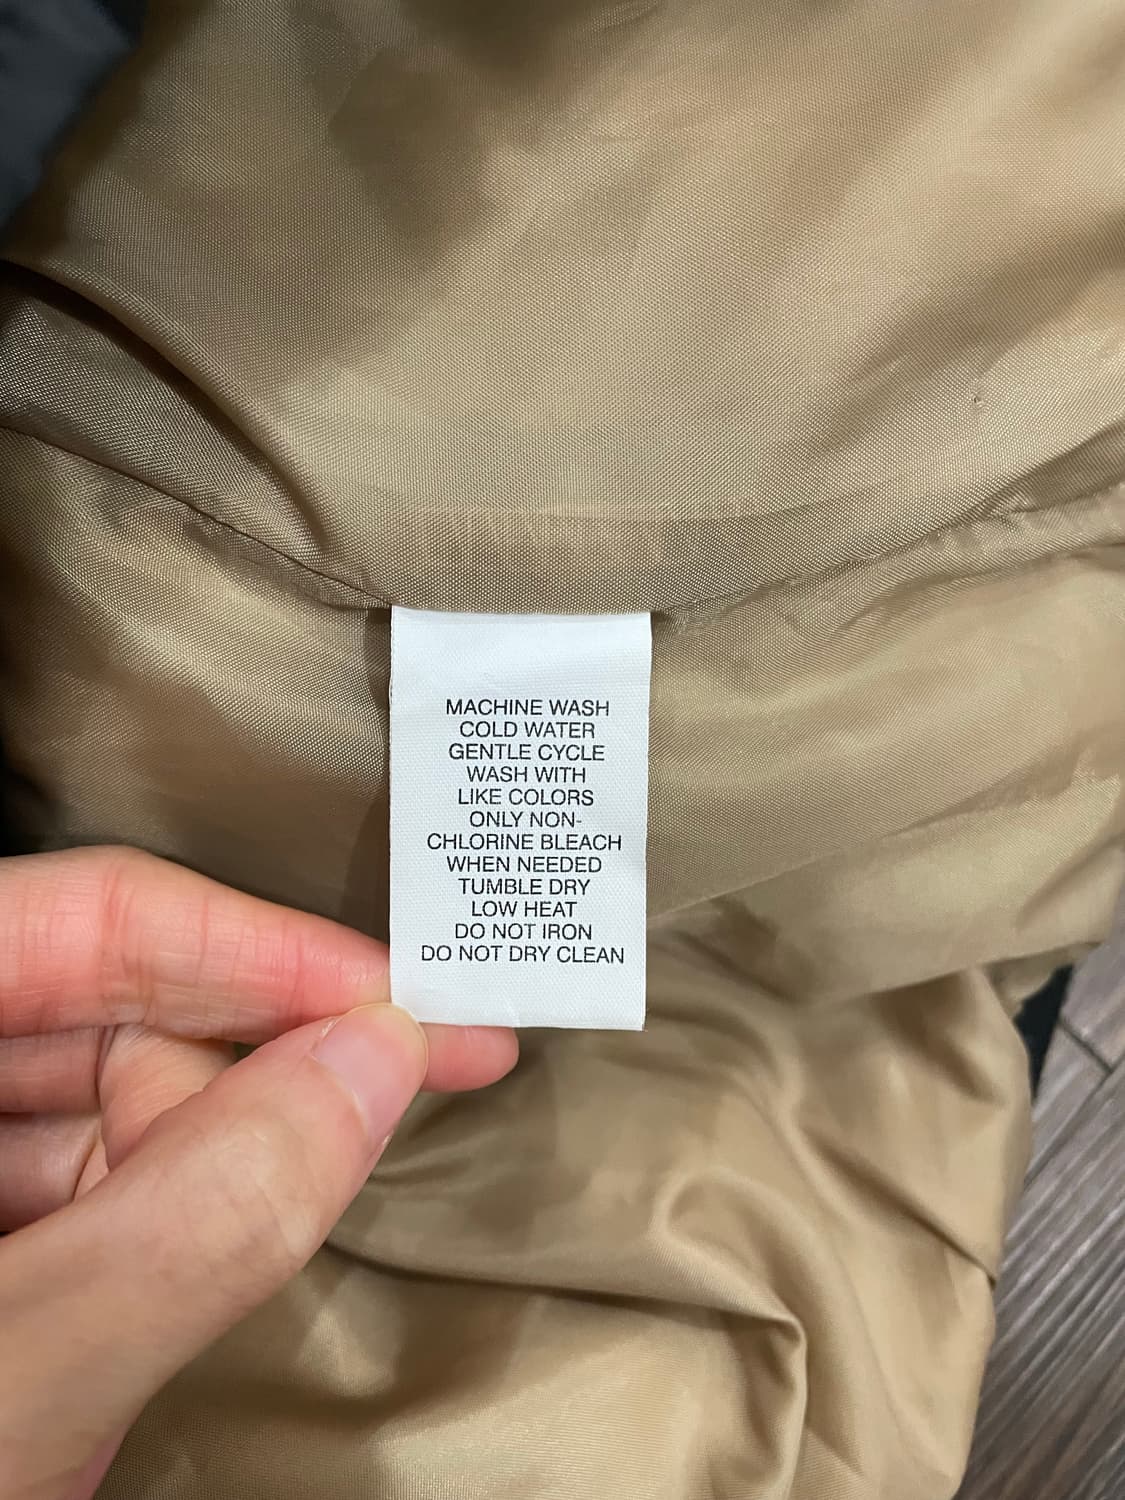 MACHINE WASH
COLD WATER
GENTLE CYCLE
WASH WITH
LIKE COLORS
ONLY NON-
CHLORINE BLEACH
WHEN NEEDED
TUMBLE DRY
LOW HEAT
DO NOT IRON
DO NOT DRY CLEAN